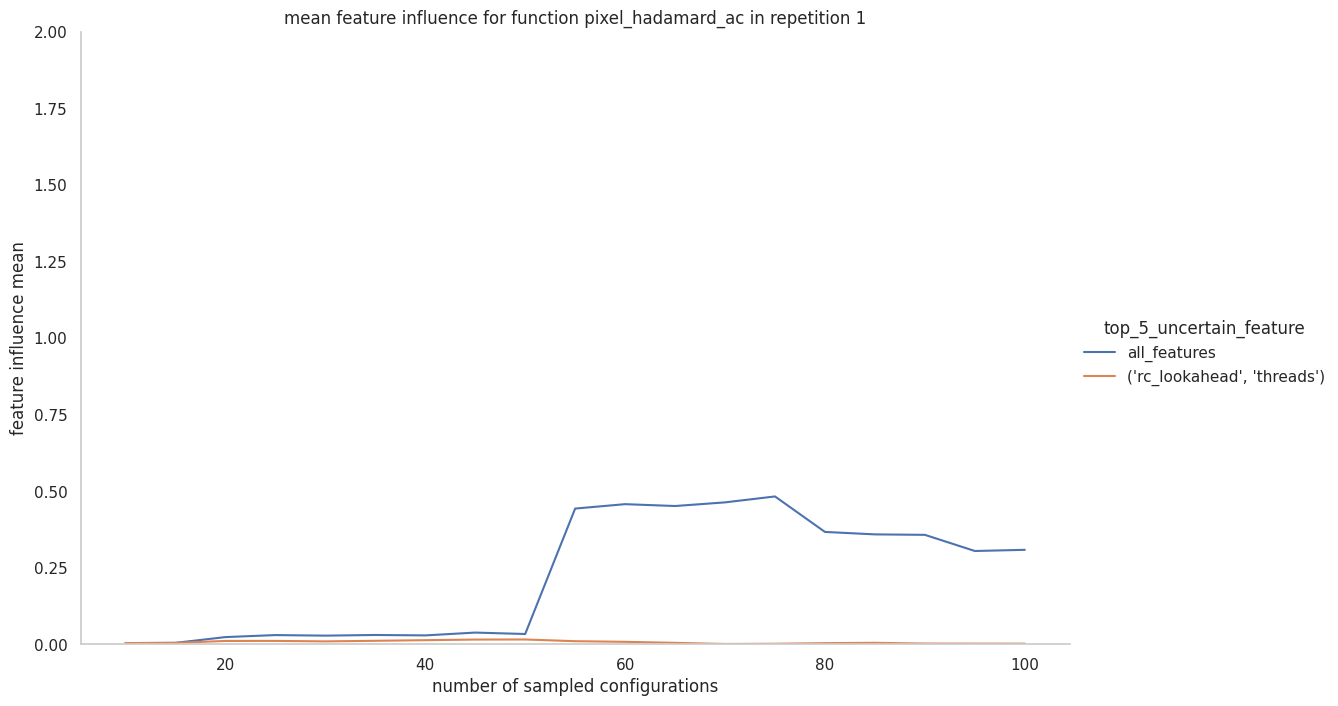 mean feature influence for function pixel_hadamard_ac in repetition 1
2.00
1.75
1.50
1.25
1.00
0.75
0.50
0.25
0.00
feature influence mean
20
40
60
80
100
number of sampled configurations
top_5_uncertain_feature
all_features
('rc_lookahead', 'threads')